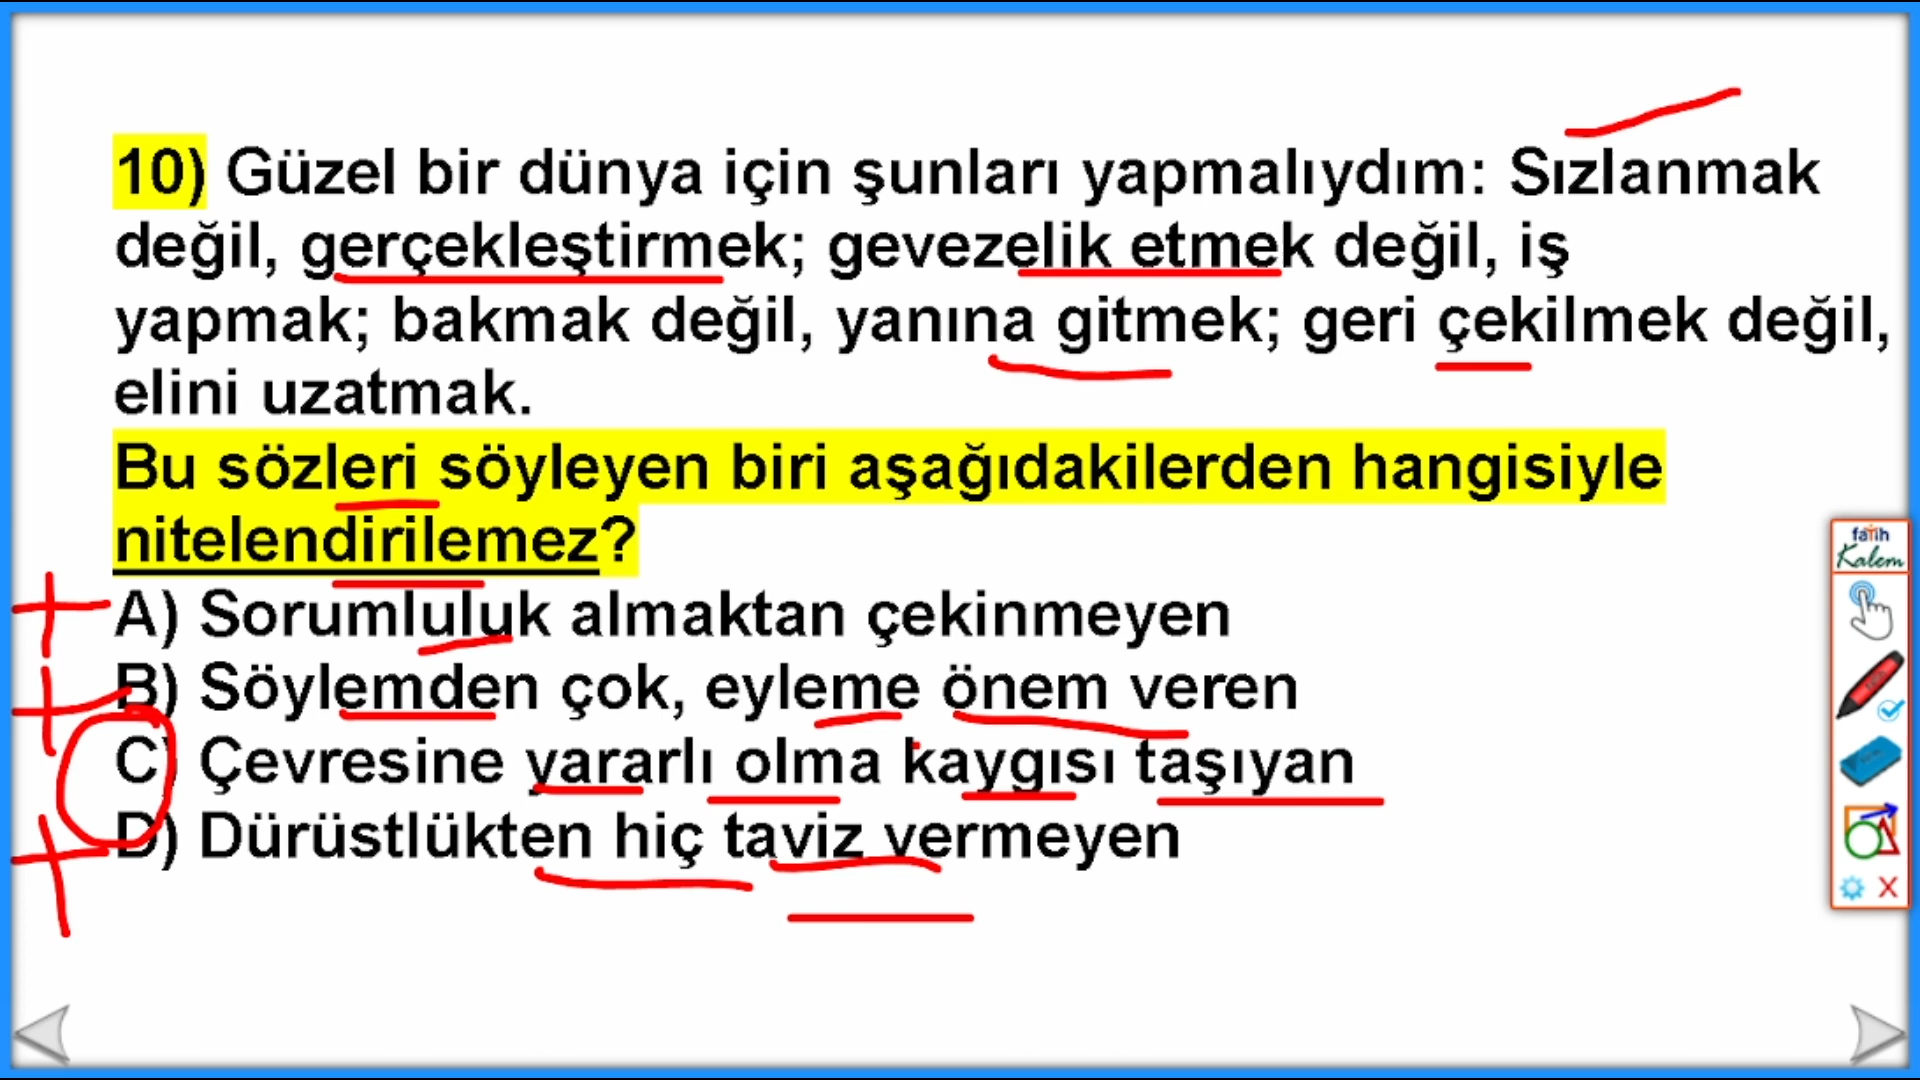 10) Güzel bir dünya için şunları yapmalıydım: Sızlanmak
değil, gerçekleştirmek; gevezelik etmek değil, iş
yapmak; bakmak değil, yanına gitmek; geri çekilmek değil,
elini uzatmak.
Bu sözleri söyleyen biri aşağıdakilerden hangisiyle
nitelendirilemez?
A) Sorumluluk almaktan çekinmeyen
B) Söylemden çok, eyleme önem veren
C) Çevresine yararlı olma kaygısı taşıyan
D) Dürüstlükten hiç taviz vermeyen
fatih
Kalem
X